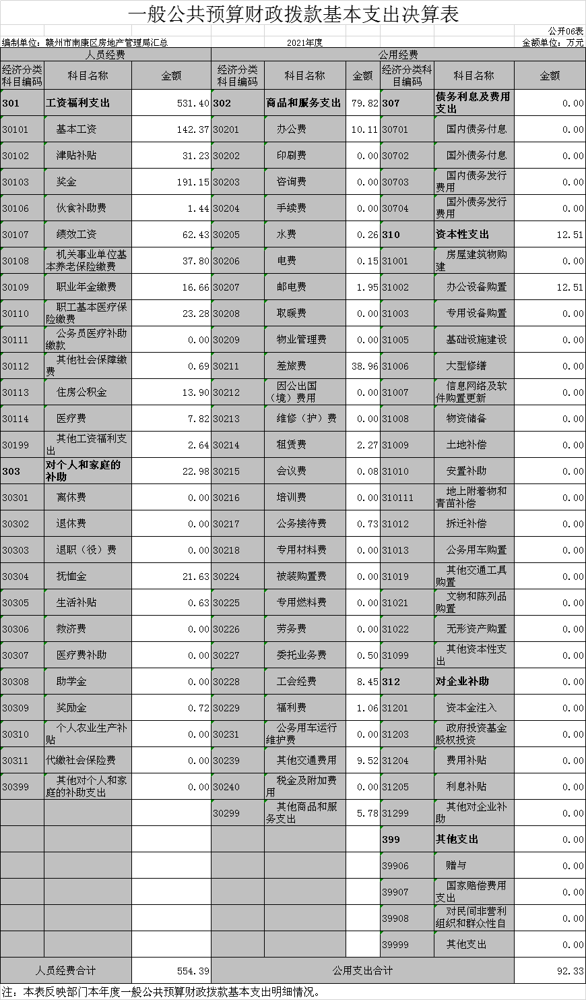 一般公共预算财政拨款基本支出决算表
公开06表
编制单位：赣州市南康区房地产管理局汇总 2021年度 金额单位：万元
人员经费 公用经费
经济分类科目编码 科目名称 金额 经济分类科目编码 科目名称 金额 经济分类科目编码 科目名称 金额
301 工资福利支出 531.40 302 商品和服务支出 79.82 307 债务利息及费用支出 0.00
30101 基本工资 142.37 30201 办公费 10.11 30701 国内债务付息 0.00
30102 津贴补贴 31.23 30202 印刷费 0.00 30702 国外债务付息 0.00
30103 奖金 191.15 30203 咨询费 0.00 30703 国内债务发行费用 0.00
30106 伙食补助费 1.44 30204 手续费 0.00 30704 国外债务发行费用 0.00
30107 绩效工资 62.43 30205 水费 0.26 310 资本性支出 12.51
30108 机关事业单位基本养老保险缴费 37.80 30206 电费 0.15 31001 房屋建筑物购建 0.00
30109 职业年金缴费 16.66 30207 邮电费 1.95 31002 办公设备购置 12.51
30110 职工基本医疗保险缴费 23.28 30208 取暖费 0.00 31003 专用设备购置 0.00
30111 公务员医疗补助缴款 0.00 30209 物业管理费 0.00 31005 基础设施建设 0.00
30112 其他社会保障缴费 0.69 30211 差旅费 38.96 31006 大型修缮 0.00
30113 住房公积金 13.90 30212 因公出国（境）费用 0.00 31007 信息网络及软件购置更新 0.00
30114 医疗费 7.82 30213 维修（护）费 0.00 31008 物资储备 0.00
30199 其他工资福利支出 2.64 30214 租赁费 2.27 31009 土地补偿 0.00
303 对个人和家庭的补助 22.98 30215 会议费 0.08 31010 安置补助 0.00
30301 离休费 0.00 30216 培训费 0.00 310111 地上附着物和青苗补偿 0.00
30302 退休费 0.00 30217 公务接待费 0.73 31012 拆迁补偿 0.00
30303 退职（役）费 0.00 30218 专用材料费 0.00 31013 公务用车购置 0.00
30304 抚恤金 21.63 30224 被装购置费 0.00 31019 其他交通工具购置 0.00
30305 生活补贴 0.63 30225 专用燃料费 0.00 31021 文物和陈列品购置 0.00
30306 救济费 0.00 30226 劳务费 0.00 31022 无形资产购置 0.00
30307 医疗费补助 0.00 30227 委托业务费 0.50 31099 其他资本性支出 0.00
30308 助学金 0.00 30228 工会经费 8.45 312 对企业补助 0.00
30309 奖励金 0.72 30229 福利费 1.06 31201 资本金注入 0.00
30310 个人农业生产补贴 0.00 30231 公务用车运行维护费 0.00 31203 政府投资基金股权投资 0.00
30311 代缴社会保险费 0.00 30239 其他交通费用 9.52 31204 费用补贴 0.00
30399 其他对个人和家庭的补助支出 0.00 30240 税金及附加费用 0.00 31205 利息补贴 0.00
30299 其他商品和服务支出 5.78 31299 其他对企业补助 0.00
399 其他支出 0.00
39906 赠与 0.00
39907 国家赔偿费用支出 0.00
39908 对民间非营利组织和群众性自 0.00
39999 其他支出 0.00
人员经费合计 554.39 公用支出合计 92.33
注：本表反映部门本年度一般公共预算财政拨款基本支出明细情况。